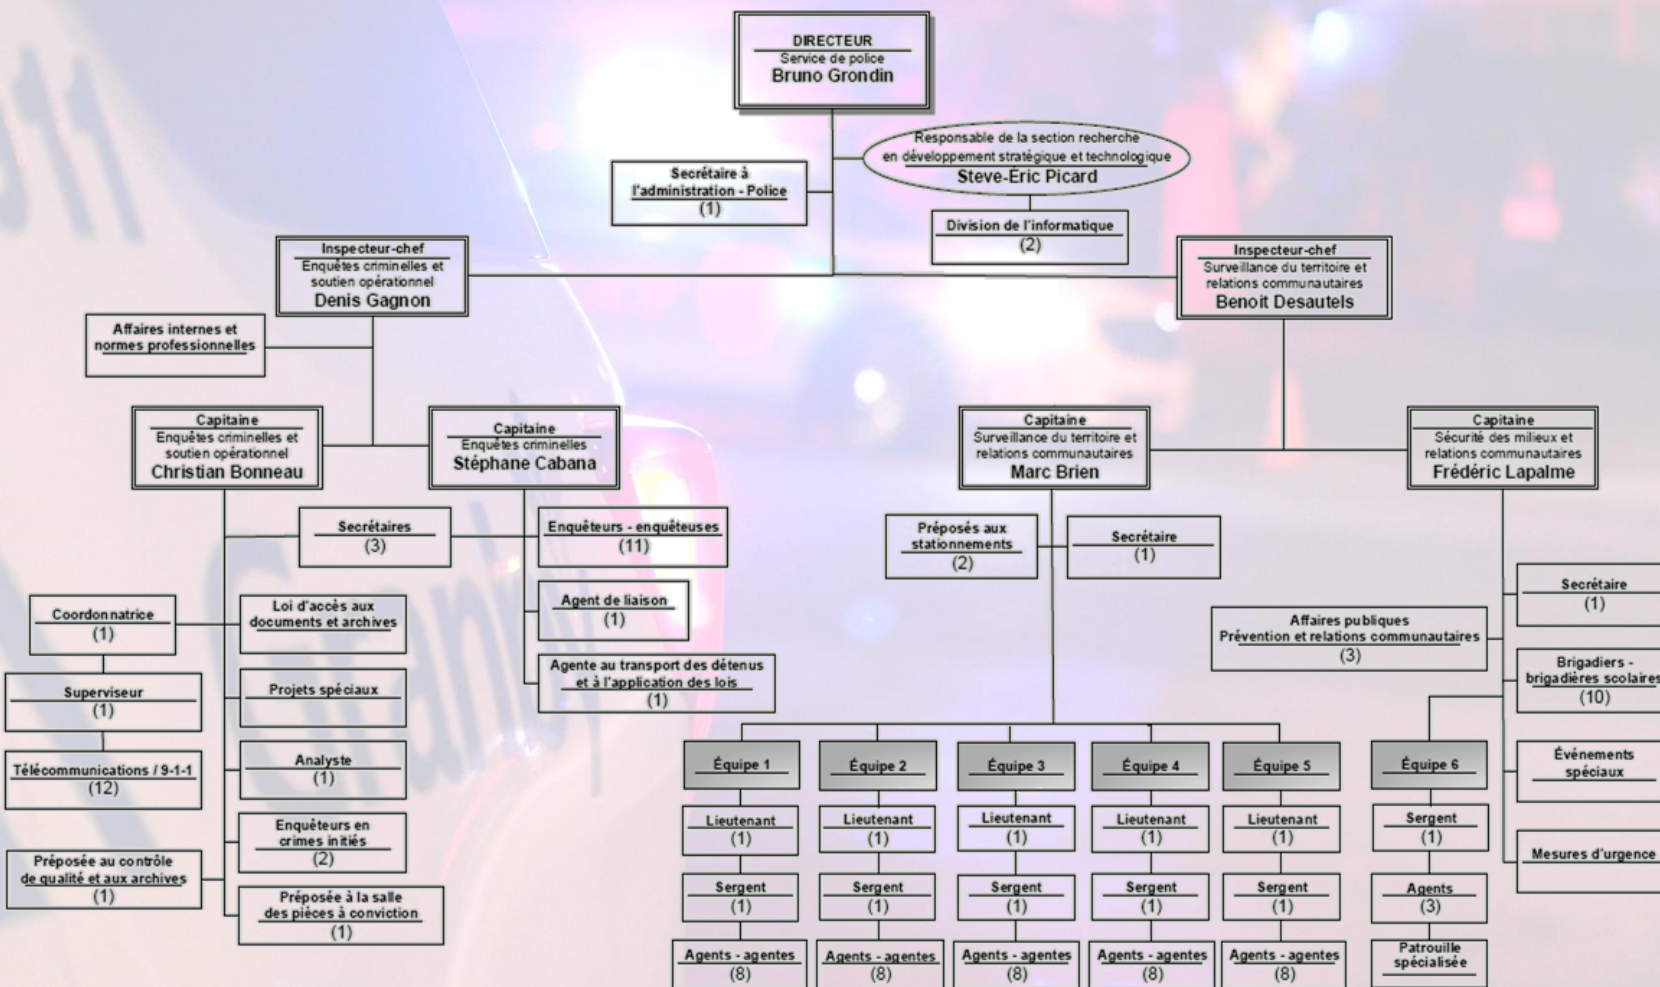 DIRECTEUR
Service de police
Bruno Grondin
Responsable de la section recherche
en développement stratégique et technologique
Steve-Éric Picard
Secrétaire à
l'administration - Police
(1)
Division de l'informatique
(2)
Inspecteur-chef
Enquêtes criminelles et
soutien opérationnel
Denis Gagnon
Inspecteur-chef
Surveillance du territoire et
relations communautaires
Benoit Desautels
Affaires internes et
normes professionnelles
Capitaine
Enquêtes criminelles et
soutien opérationnel
Christian Bonneau
Capitaine
Enquêtes criminelles
Stéphane Cabana
Capitaine
Surveillance du territoire et
relations communautaires
Marc Brien
Capitaine
Sécurité des milieux et
relations communautaires
Frédéric Lapalme
Secrétaires
(3)
Enquêteurs - enquêteuses
(11)
Agent de liaison
(1)
Agente au transport des détenus
et à l'application des lois
(1)
Coordonnatrice
(1)
Superviseur
(1)
Télécommunications / 9-1-1
(12)
Préposée au contrôle
de qualité et aux archives
(1)
Loi d'accès aux
documents et archives
Projets spéciaux
Analyste
(1)
Enquêteurs en
crimes initiés
(2)
Préposée à la salle
des pièces à conviction
(1)
Préposés aux
stationnements
(2)
Secrétaire
(1)
Affaires publiques
Prévention et relations communautaires
(3)
Secrétaire
(1)
Brigadiers -
brigadières scolaires
(10)
Événements
spéciaux
Mesures d'urgence
Équipe 1
Lieutenant
(1)
Sergent
(1)
Agents - agentes
(8)
Équipe 2
Lieutenant
(1)
Sergent
(1)
Agents - agentes
(8)
Équipe 3
Lieutenant
(1)
Sergent
(1)
Agents - agentes
(8)
Équipe 4
Lieutenant
(1)
Sergent
(1)
Agents - agentes
(8)
Équipe 5
Lieutenant
(1)
Sergent
(1)
Agents - agentes
(8)
Équipe 6
Sergent
(1)
Agents
(3)
Patrouille
spécialisée
Granby
911